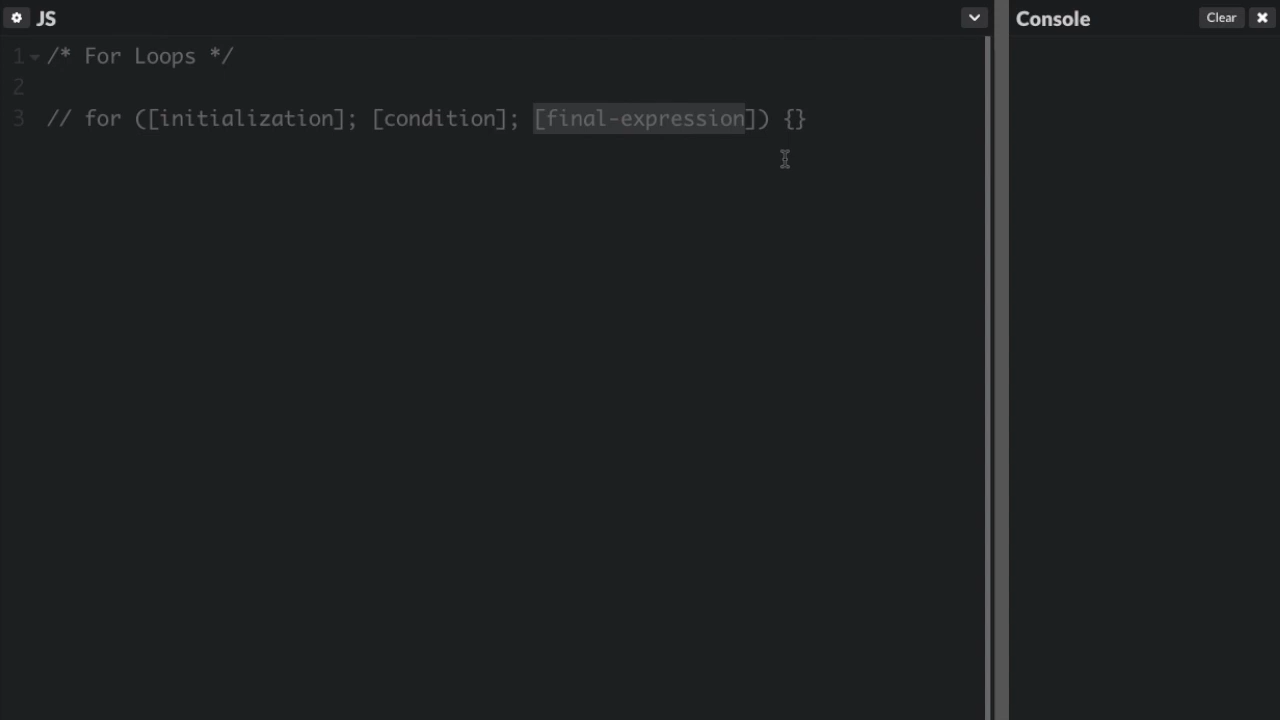 JS
Console
Clear
1 /* For Loops */
2
3 // for ([initialization]; [condition]; [final-expression]) {}